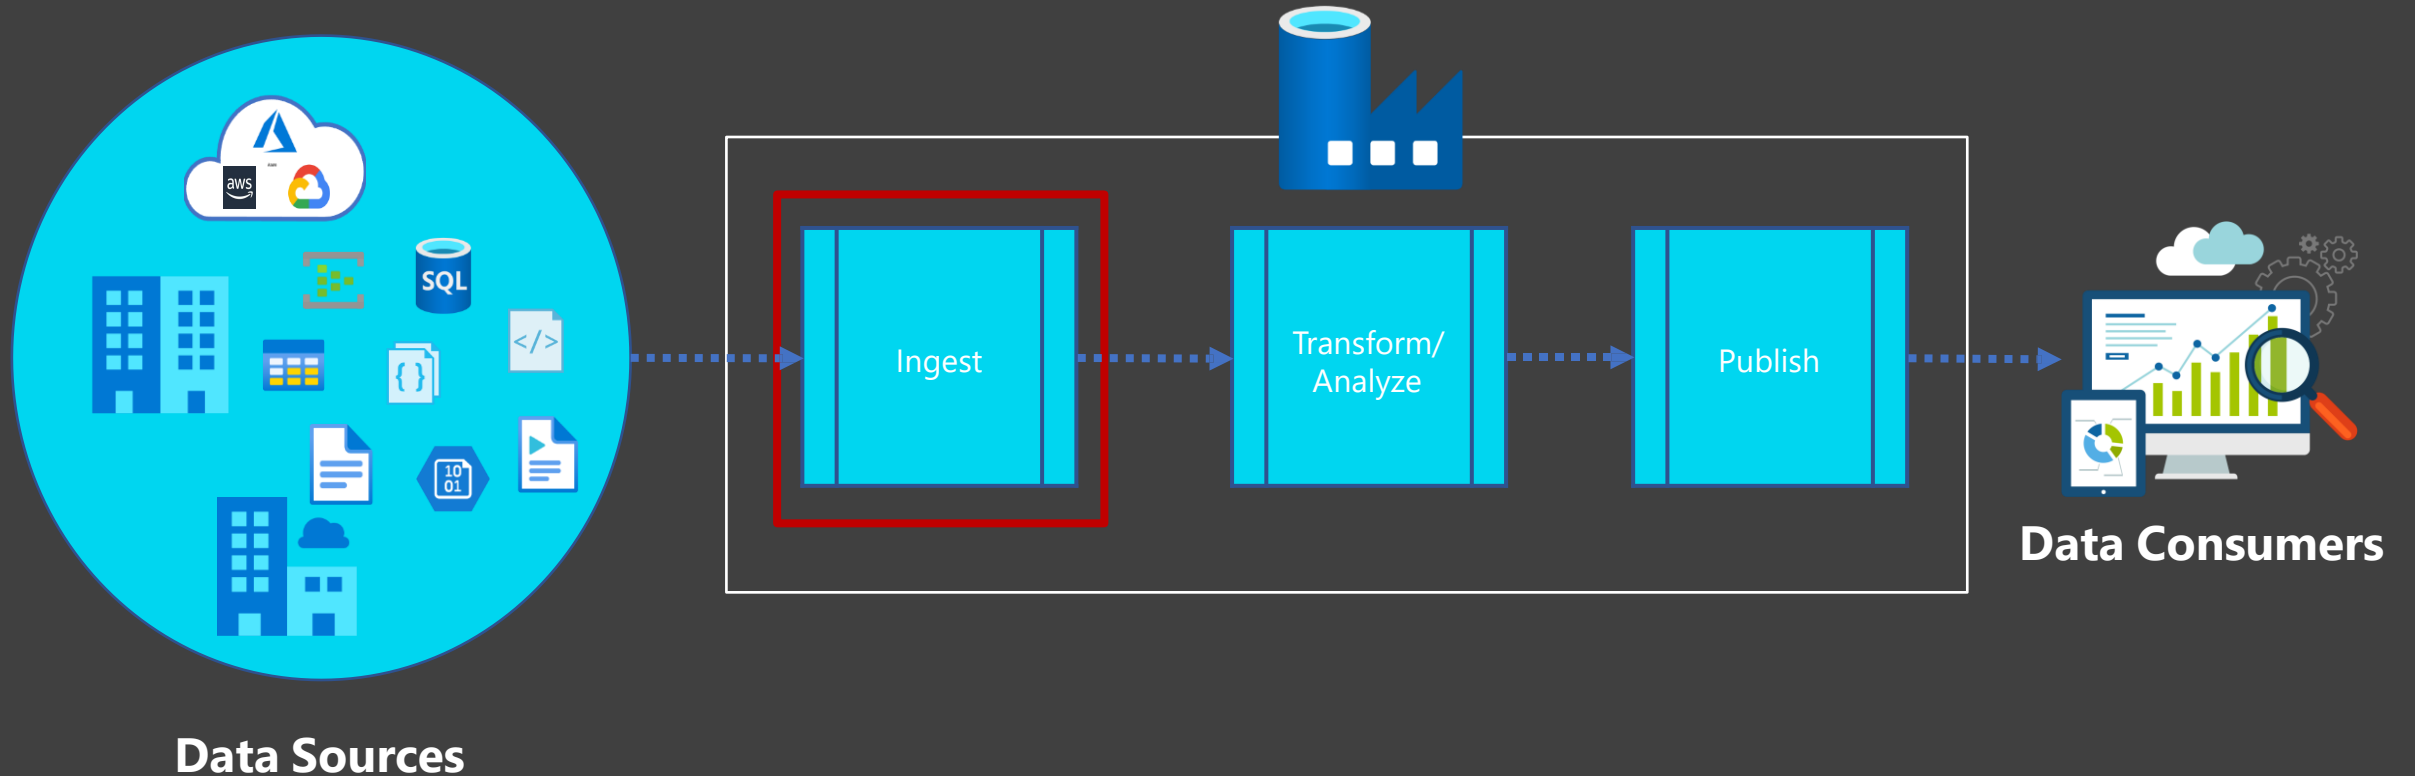 aws
SQL
</>
{ }
10
01
Ingest
Transform/
Analyze
Publish
Data Consumers
Data Sources